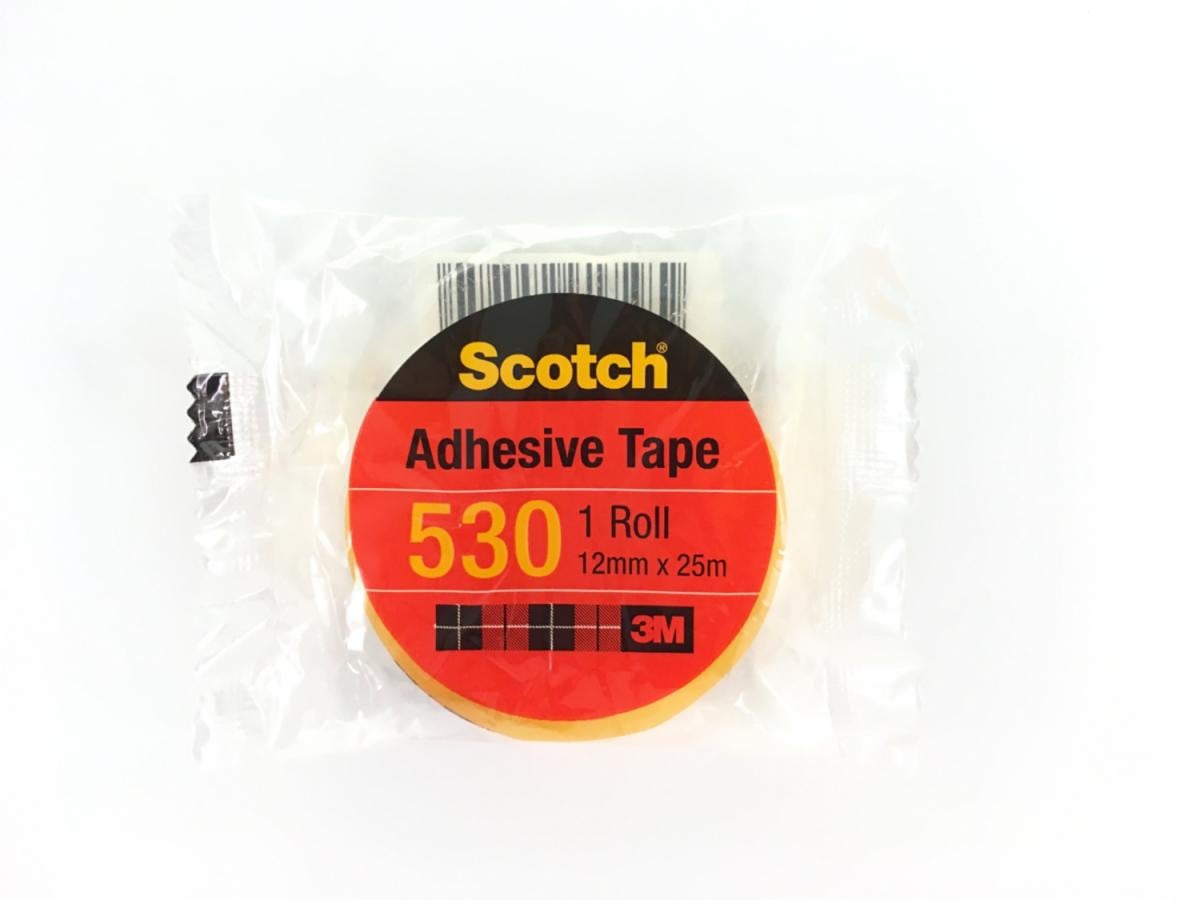 Scotch®
Adhesive Tape
530
1 Roll
12mm x 25m
3M